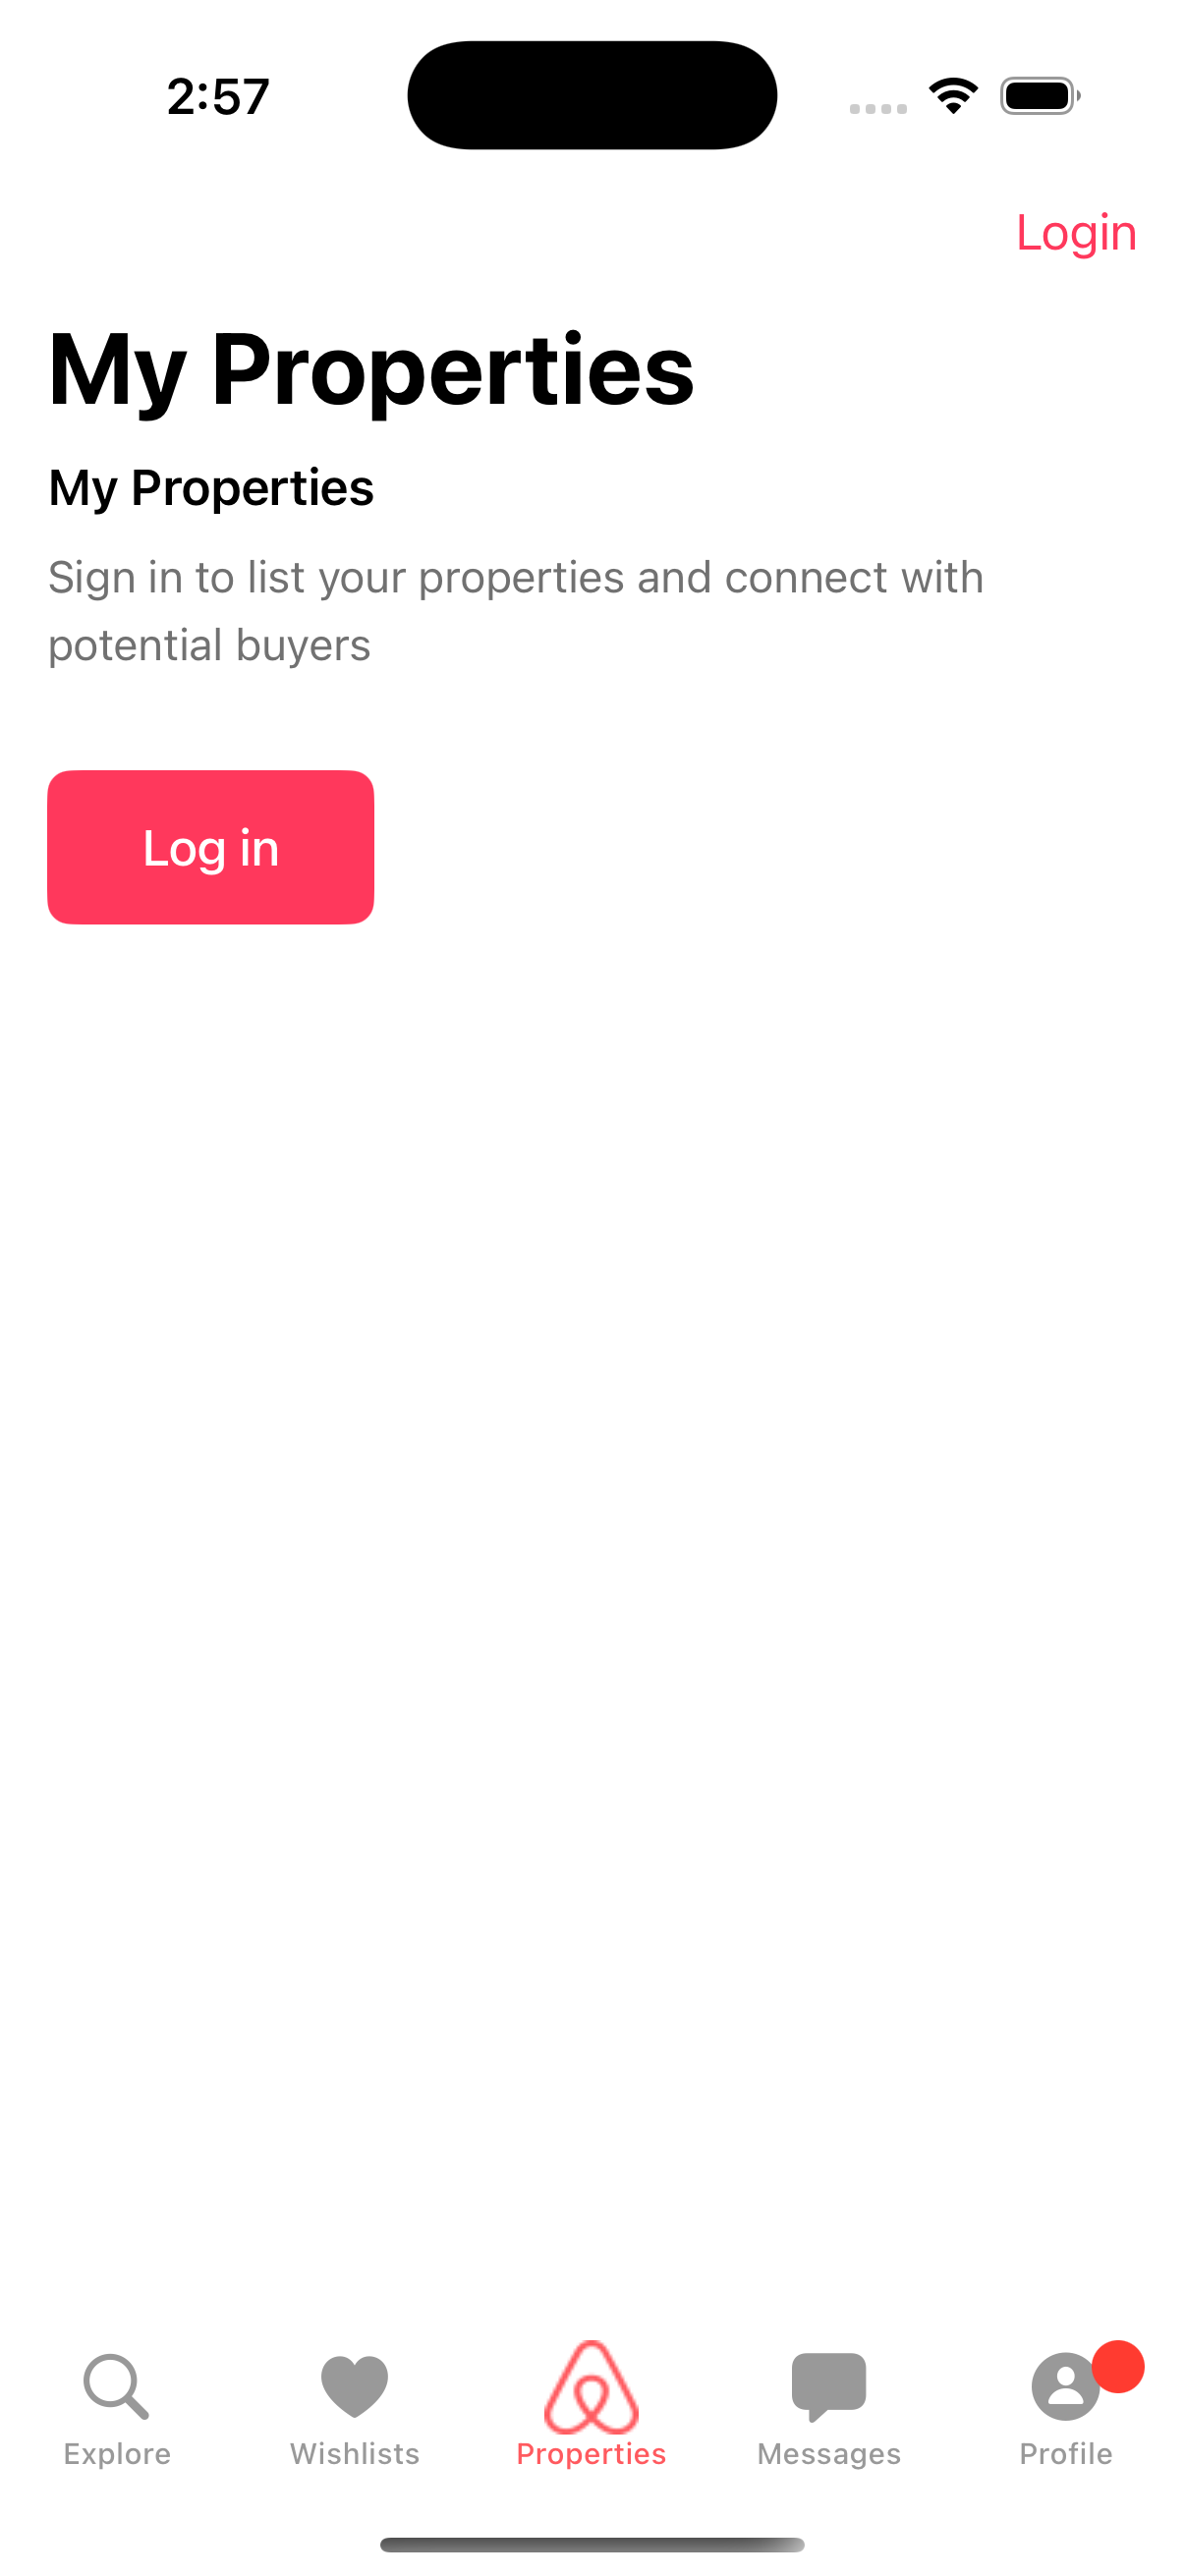 2:57
Login
My Properties
My Properties
Sign in to list your properties and connect with
potential buyers
Log in
Explore
Wishlists
Properties
Messages
Profile